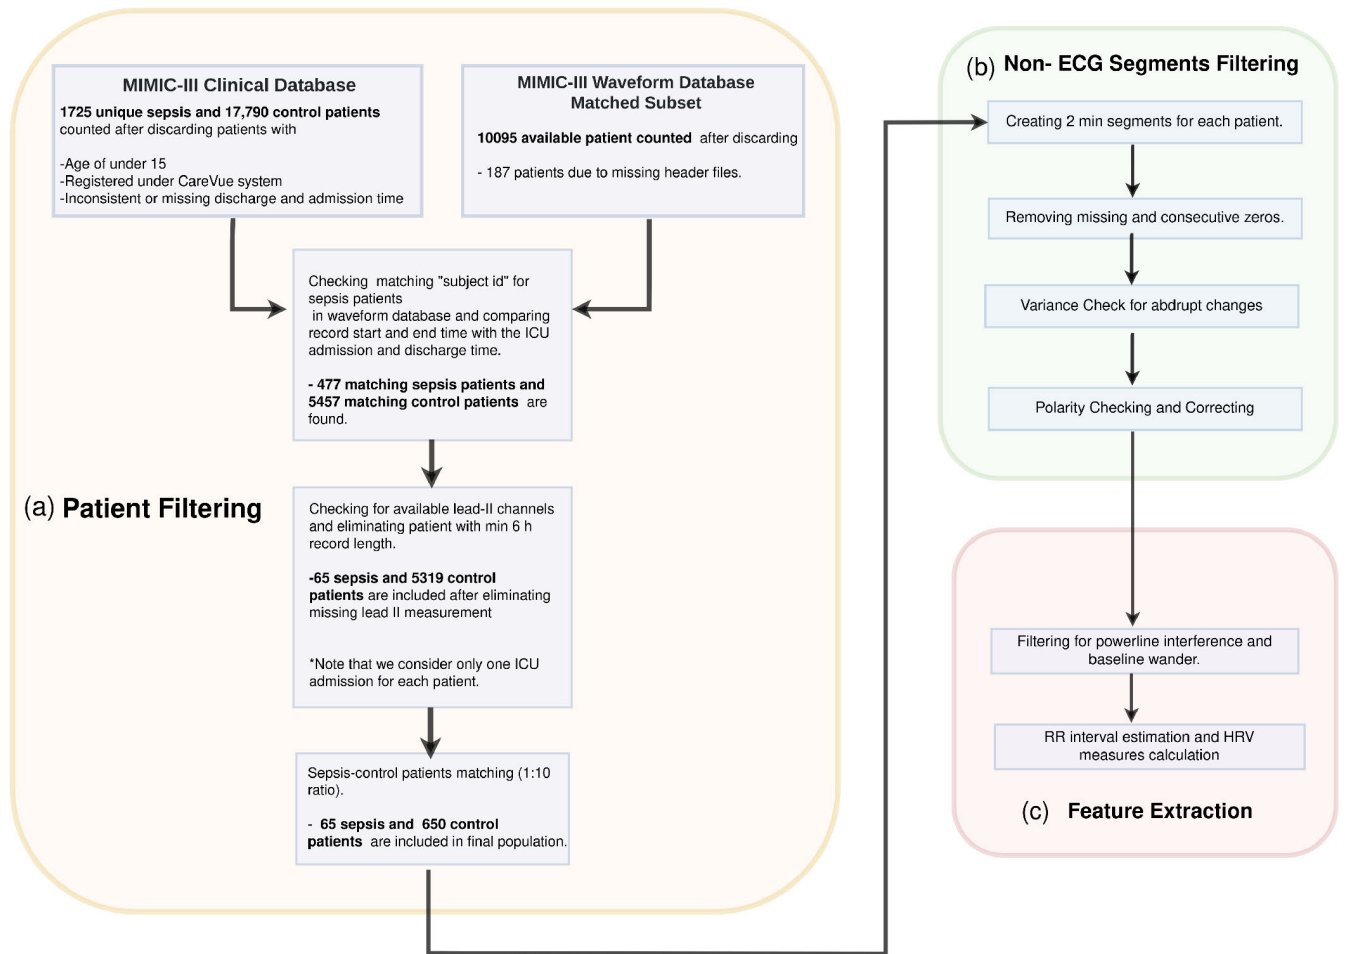 MIMIC-III Clinical Database
1725 unique sepsis and 17,790 control patients
counted after discarding patients with
-Age of under 15
-Registered under CareVue system
-Inconsistent or missing discharge and admission time
MIMIC-III Waveform Database
Matched Subset
10095 available patient counted after discarding
- 187 patients due to missing header files.
Checking matching "subject id" for
sepsis patients
in waveform database and comparing
record start and end time with the ICU
admission and discharge time.
- 477 matching sepsis patients and
5457 matching control patients are
found.
(a) Patient Filtering
Checking for available lead-II channels
and eliminating patient with min 6 h
record length.
-65 sepsis and 5319 control
patients are included after eliminating
missing lead II measurement
*Note that we consider only one ICU
admission for each patient.
Sepsis-control patients matching (1:10
ratio).
- 65 sepsis and 650 control
patients are included in final population.
(b) Non- ECG Segments Filtering
Creating 2 min segments for each patient.
Removing missing and consecutive zeros.
Variance Check for abdrupt changes
Polarity Checking and Correcting
Filtering for powerline interference and
baseline wander.
RR interval estimation and HRV
measures calculation
(c) Feature Extraction